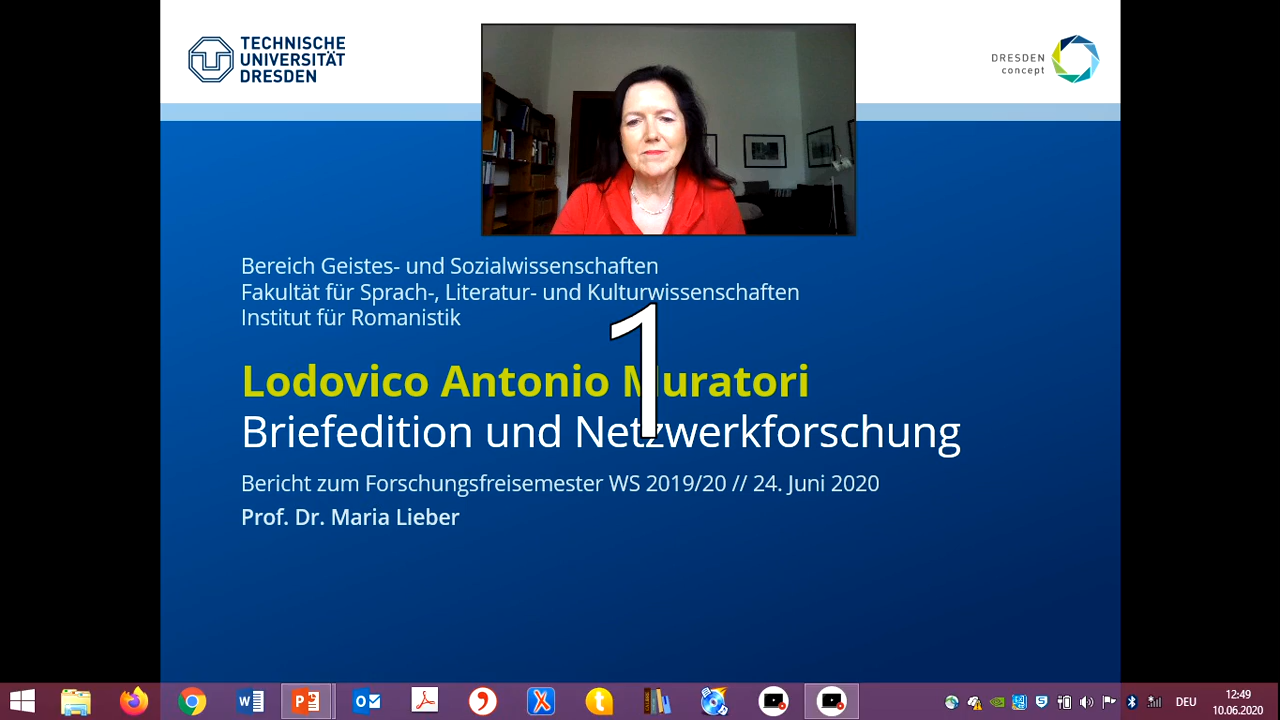 TECHNISCHE
UNIVERSITÄT
DRESDEN
DRESDEN
concept
Bereich Geistes- und Sozialwissenschaften
Fakultät für Sprach-, Literatur- und Kulturwissenschaften
Institut für Romanistik
1
Lodovico Antonio Muratori
Briefedition und Netzwerkforschung
Bericht zum Forschungsfreisemester WS 2019/20 // 24. Juni 2020
Prof. Dr. Maria Lieber
DEU
12:49
10.06.2020